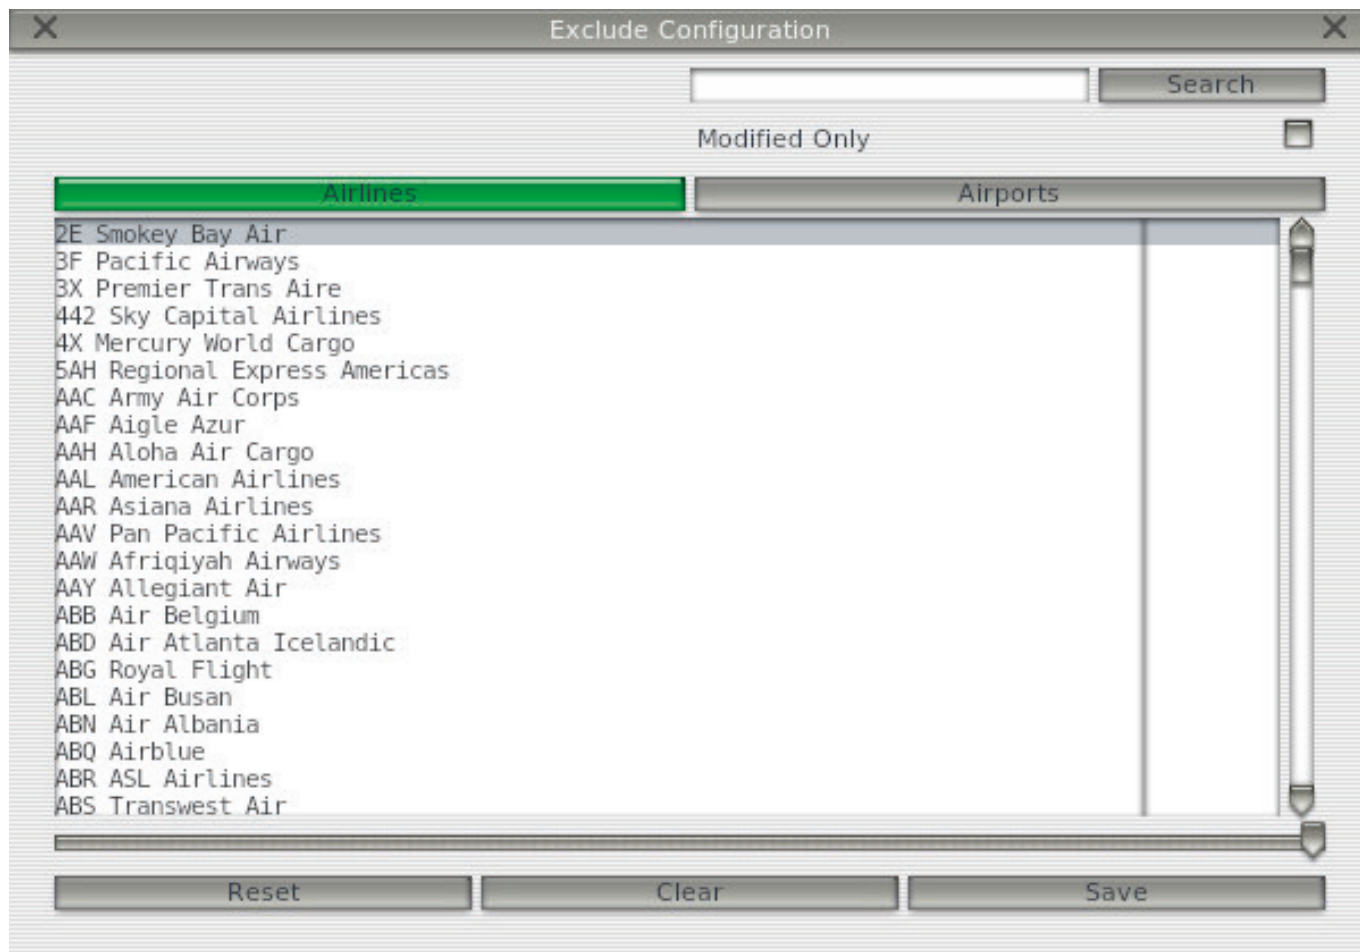 Exclude Configuration
Search
Modified Only
Airlines
Airports
2E Smokey Bay Air
3F Pacific Airways
3X Premier Trans Aire
442 Sky Capital Airlines
4X Mercury World Cargo
5AH Regional Express Americas
AAC Army Air Corps
AAF Aigle Azur
AAH Aloha Air Cargo
AAL American Airlines
AAR Asiana Airlines
AAV Pan Pacific Airlines
AAW Afriqiyah Airways
AAY Allegiant Air
ABB Air Belgium
ABD Air Atlanta Icelandic
ABG Royal Flight
ABL Air Busan
ABN Air Albania
ABQ Airblue
ABR ASL Airlines
ABS Transwest Air
Reset
Clear
Save